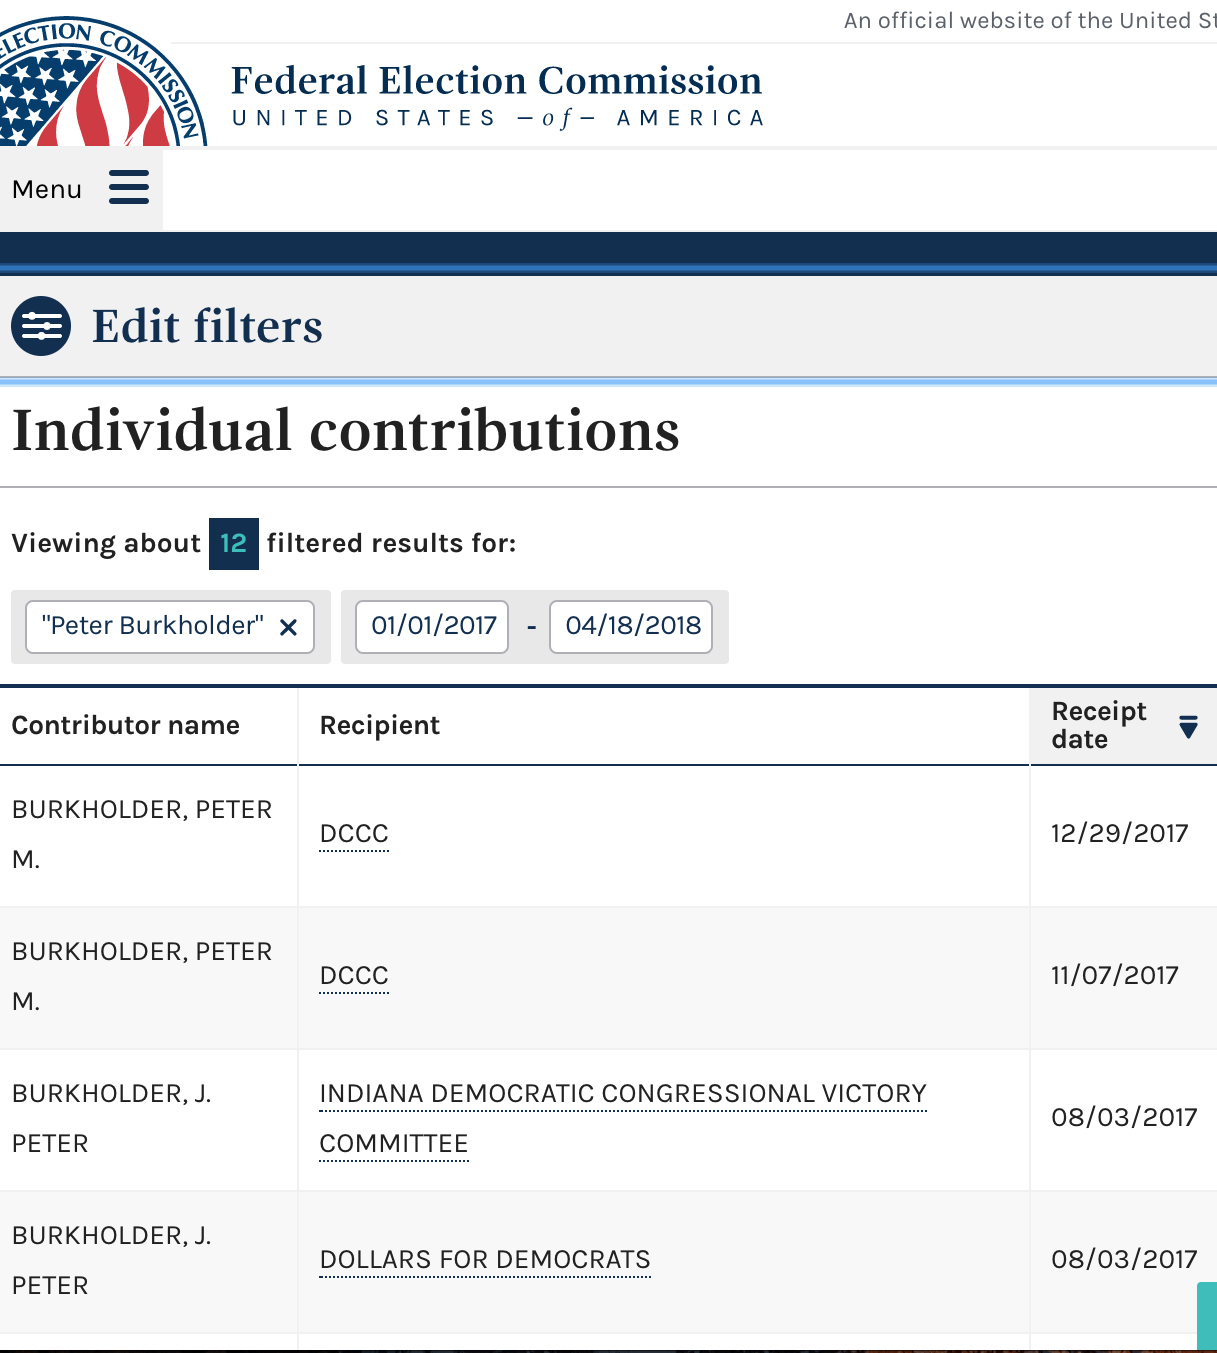 An official website of the United St
ELECTION COMMISSION
Federal Election Commission
UNITED STATES —of— AMERICA
Menu
Edit filters
Individual contributions
Viewing about 12 filtered results for:
"Peter Burkholder" ✕ 01/01/2017 - 04/18/2018
Contributor name Recipient Receipt
date
BURKHOLDER, PETER
M.
DCCC
12/29/2017
BURKHOLDER, PETER
M.
DCCC
11/07/2017
BURKHOLDER, J.
PETER
INDIANA DEMOCRATIC CONGRESSIONAL VICTORY
COMMITTEE
08/03/2017
BURKHOLDER, J.
PETER
DOLLARS FOR DEMOCRATS
08/03/2017